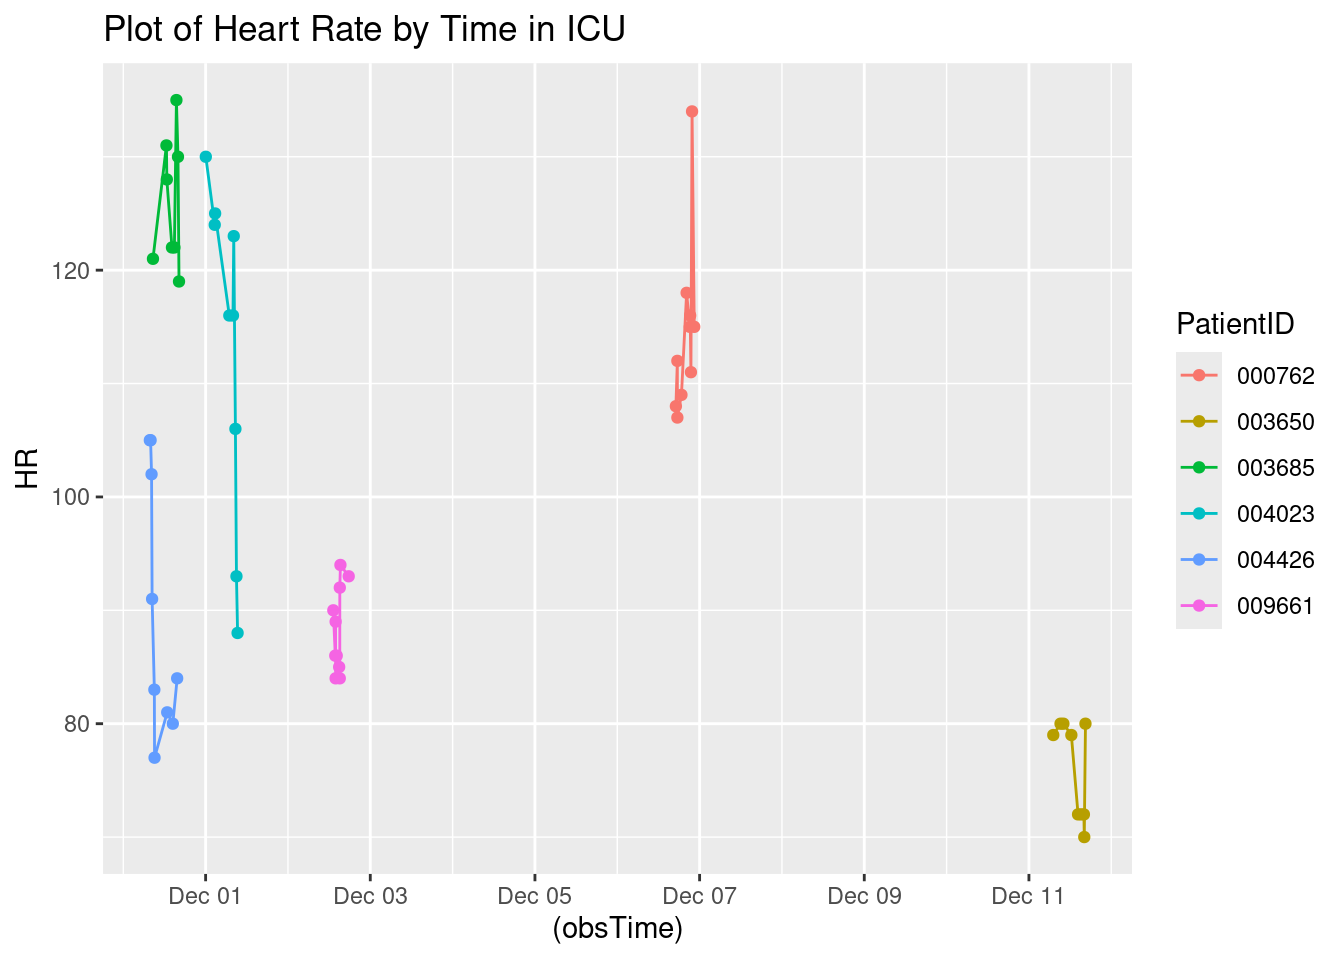 Plot of Heart Rate by Time in ICU
HR
120
100
80
Dec 01 Dec 03 Dec 05 Dec 07 Dec 09 Dec 11
(obsTime)
PatientID
000762
003650
003685
004023
004426
009661